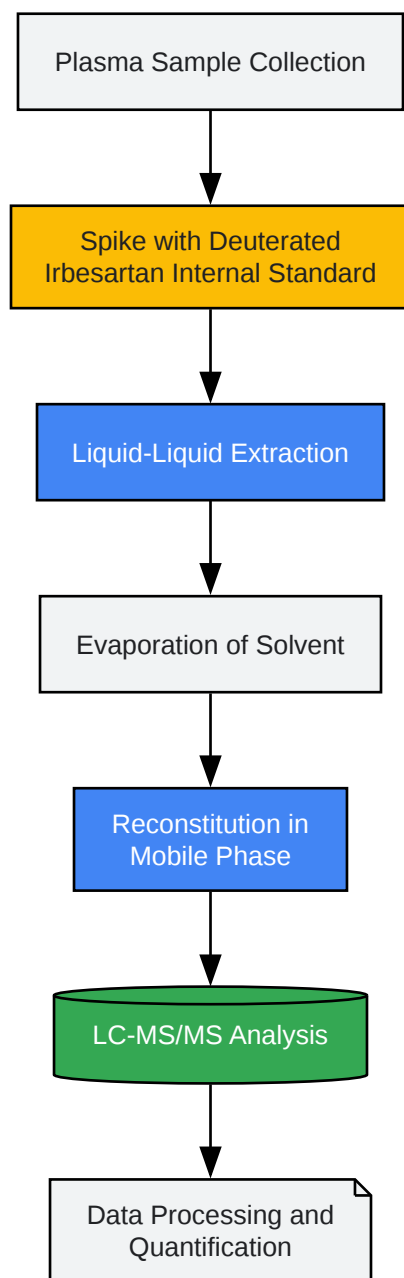 Plasma Sample Collection
Spike with Deuterated
Irbesartan Internal Standard
Liquid-Liquid Extraction
Evaporation of Solvent
Reconstitution in
Mobile Phase
LC-MS/MS Analysis
Data Processing and
Quantification